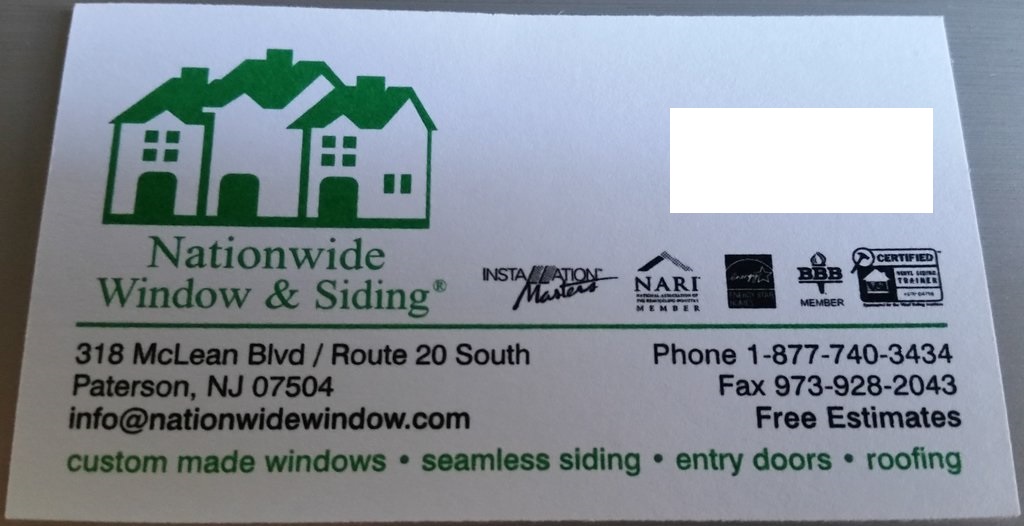 Nationwide
Window & Siding®
INSTALLATION Masters
NARI
NATIONAL ASSOCIATION OF
THE REMODELING INDUSTRY
MEMBER
energy
ENERGY STAR
BBB
MEMBER
CERTIFIED
VINYL SIDING
TRAINER
318 McLean Blvd / Route 20 South
Paterson, NJ 07504
info@nationwidewindow.com
Phone 1-877-740-3434
Fax 973-928-2043
Free Estimates
custom made windows • seamless siding • entry doors • roofing